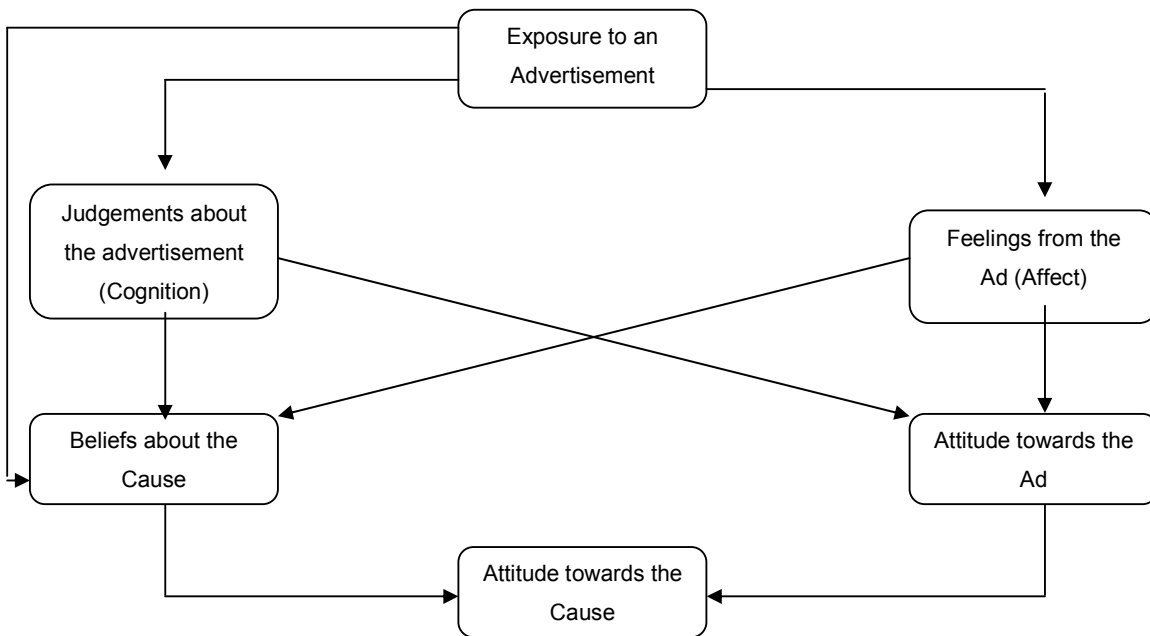 Exposure to an
Advertisement
Judgements about
the advertisement
(Cognition)
Feelings from the
Ad (Affect)
Beliefs about the
Cause
Attitude towards the
Ad
Attitude towards the
Cause